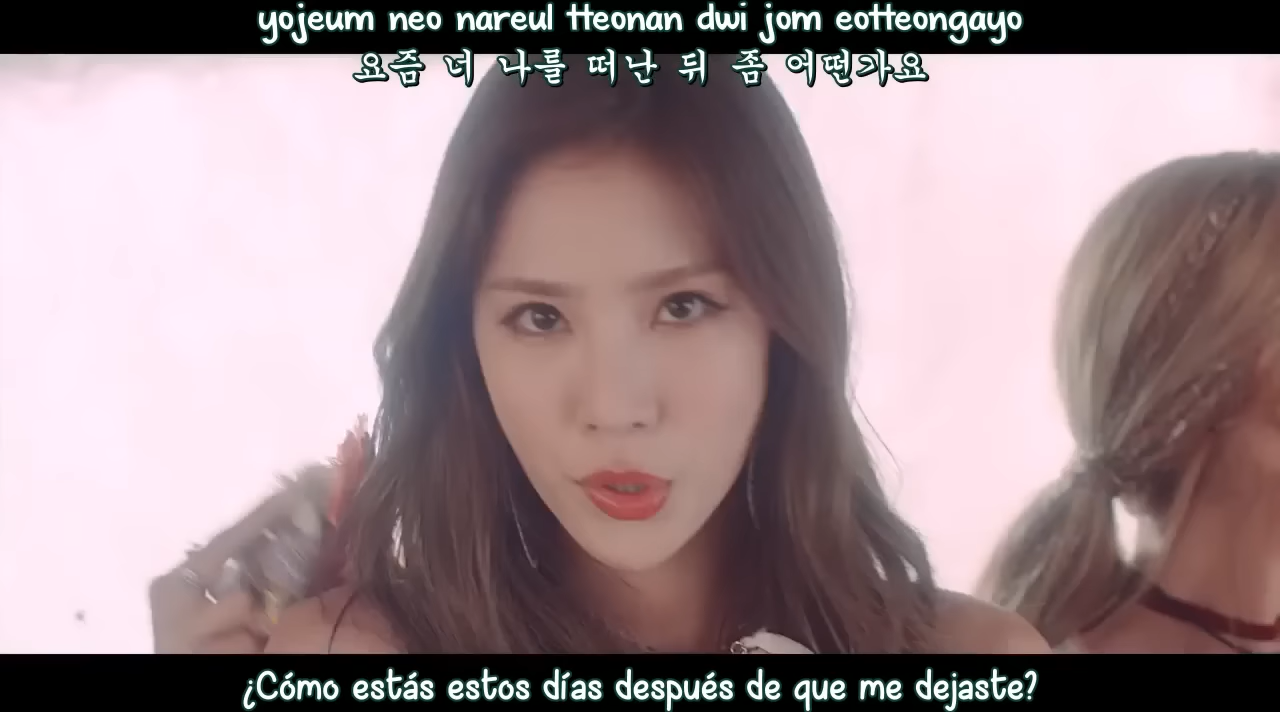 yojeum neo nareul tteonan dwi jom eotteongayo
요즘 너 나를 떠난 뒤 좀 어떤가요
¿Cómo estás estos días después de que me dejaste?